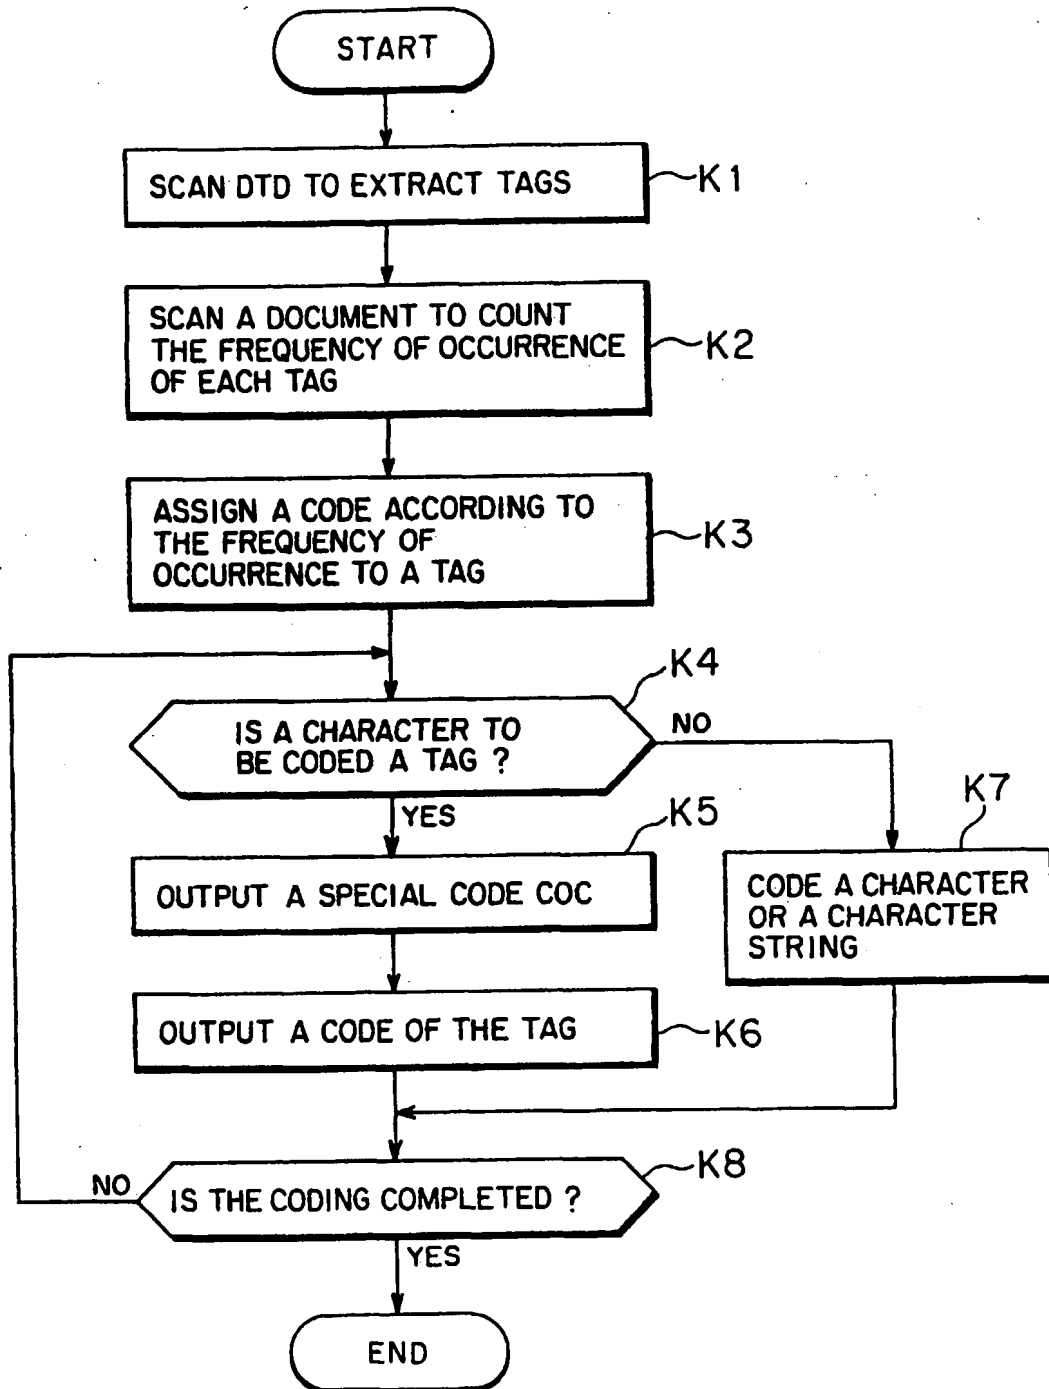 START
SCAN DTD TO EXTRACT TAGS
K1
SCAN A DOCUMENT TO COUNT
THE FREQUENCY OF OCCURRENCE
OF EACH TAG
K2
ASSIGN A CODE ACCORDING TO
THE FREQUENCY OF
OCCURRENCE TO A TAG
K3
K4
IS A CHARACTER TO
BE CODED A TAG ?
NO
YES
K5
K7
OUTPUT A SPECIAL CODE COC
CODE A CHARACTER
OR A CHARACTER
STRING
OUTPUT A CODE OF THE TAG
K6
K8
NO
IS THE CODING COMPLETED ?
YES
END